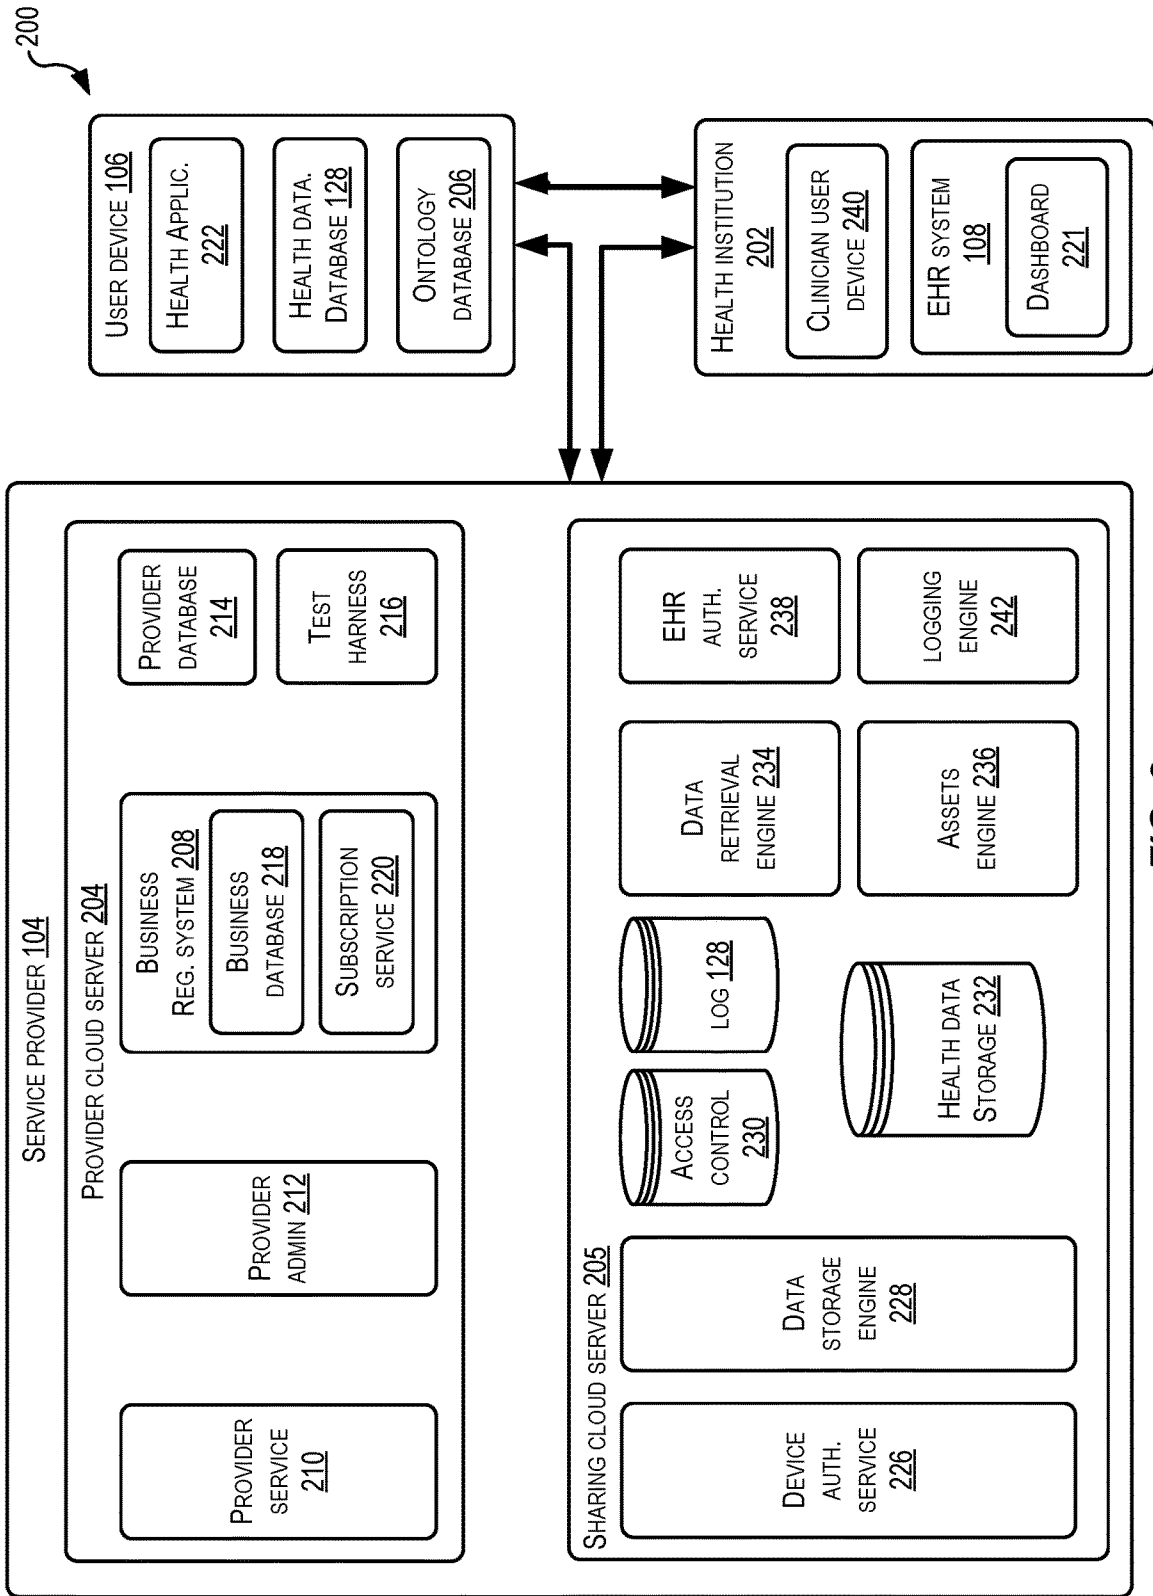 200
SERVICE PROVIDER 104
PROVIDER CLOUD SERVER 204
PROVIDER
SERVICE
210
PROVIDER
ADMIN 212
BUSINESS
REG. SYSTEM 208
BUSINESS
DATABASE 218
SUBSCRIPTION
SERVICE 220
PROVIDER
DATABASE
214
TEST
HARNESS
216
SHARING CLOUD SERVER 205
DEVICE
AUTH.
SERVICE
226
DATA
STORAGE
ENGINE
228
ACCESS
CONTROL
230
LOG 128
HEALTH DATA
STORAGE 232
DATA
RETRIEVAL
ENGINE 234
ASSETS
ENGINE 236
EHR
AUTH.
SERVICE
238
LOGGING
ENGINE
242
USER DEVICE 106
HEALTH APPLIC.
222
HEALTH DATA.
DATABASE 128
ONTOLOGY
DATABASE 206
HEALTH INSTITUTION
202
CLINICIAN USER
DEVICE 240
EHR SYSTEM
108
DASHBOARD
221